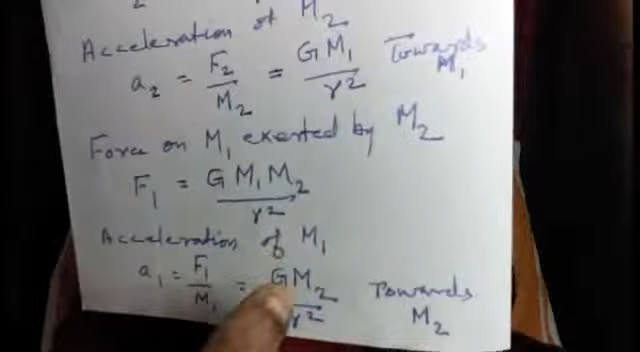 2 M₂
Acceleration of
a₂ = F₂/M₂ = GM₁/r² Towards M₁
Force on M₁ exerted by M₂
F₁ = GM₁M₂/r²
Acceleration of M₁
a₁ = F₁/M₁ = GM₂/r² Towards M₂